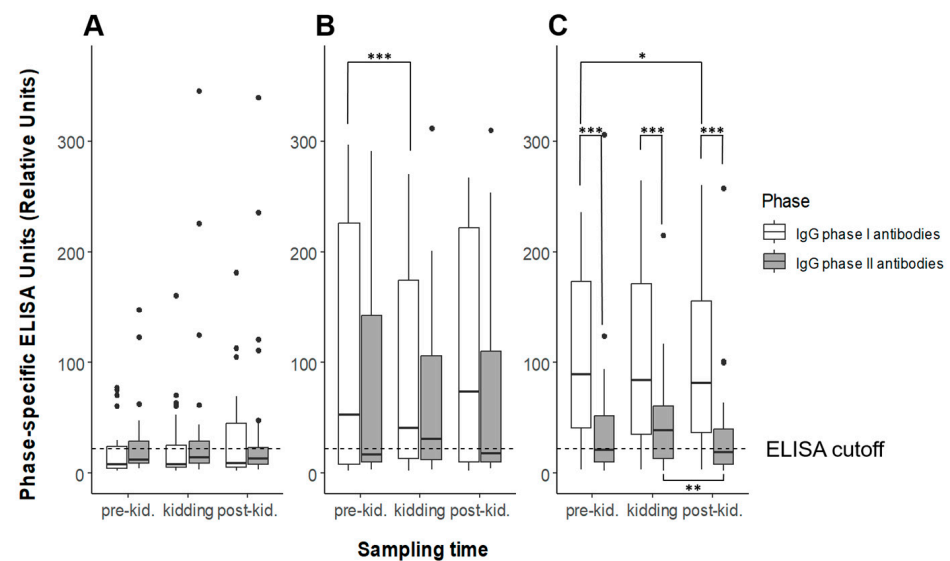 A B C
Phase-specific ELISA Units (Relative Units)
*** *
*** *** ***
300 300 300
200 200 200
100 100 100
0 0 0
**
Phase
IgG phase I antibodies
IgG phase II antibodies
ELISA cutoff
pre-kid. kidding post-kid. pre-kid. kidding post-kid. pre-kid. kidding post-kid.
Sampling time